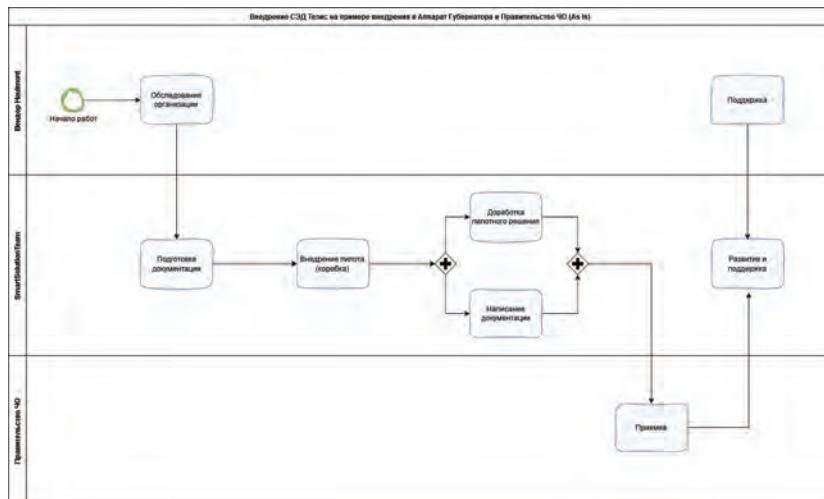 Внедрение СЭД Тезис на примере внедрения в Аппарат Губернатора и Правительство ЧО (As Is)
Вендор Haulmont
Начало работ
Обследование
организации
Поддержка
SmartSolutionTeam
Подготовка
документации
Внедрение пилота
(коробка)
Доработка
пилотного решения
Написание
документации
Развитие и
поддержка
Правительство ЧО
Приемка